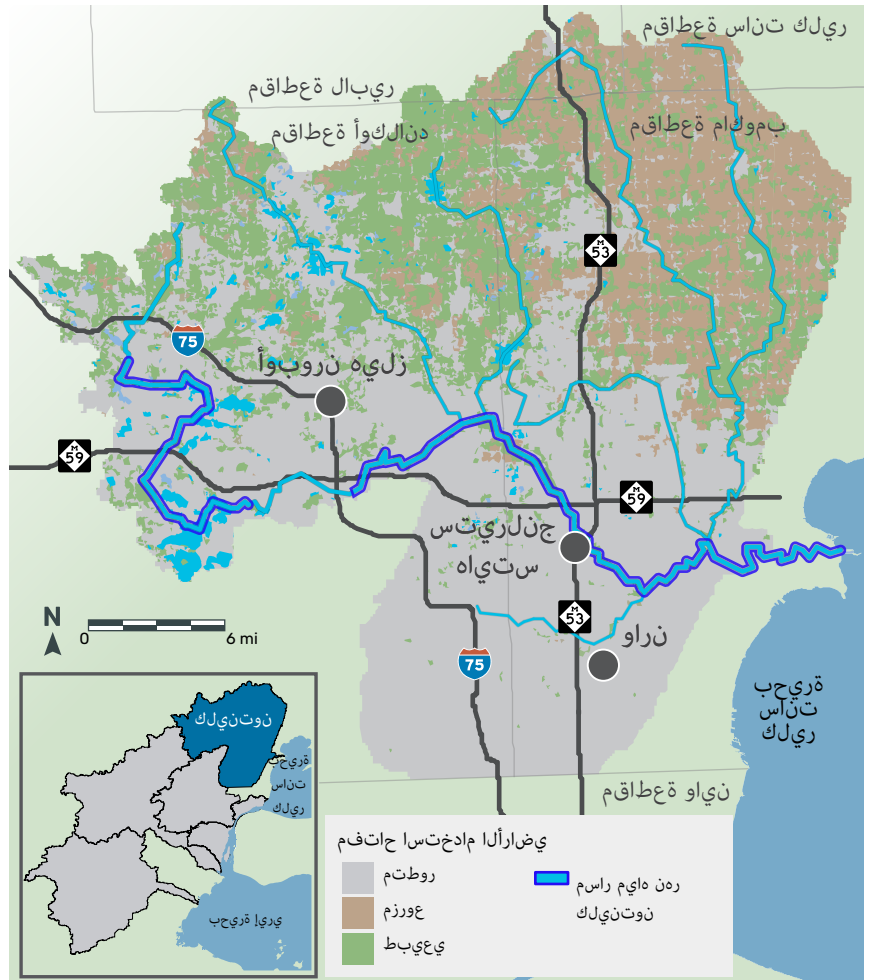 مقاطعة سانت كلير
مقاطعة لابير
مقاطعة أوكلاند
مقاطعة ماكومب
M
53
75
أوبورن هيلز
M
59
M
59
ستيرلنج
هايتس
N
0
6 mi
M
53
وارن
75
بحيرة
سانت
كلير
كلينتون
بحيرة
سانت
كلير
بحيرة إيري
مقاطعة واين
مفتاح استخدام الأراضي
متطور
مزروع
طبيعي
مسار مياه نهر
كلينتون